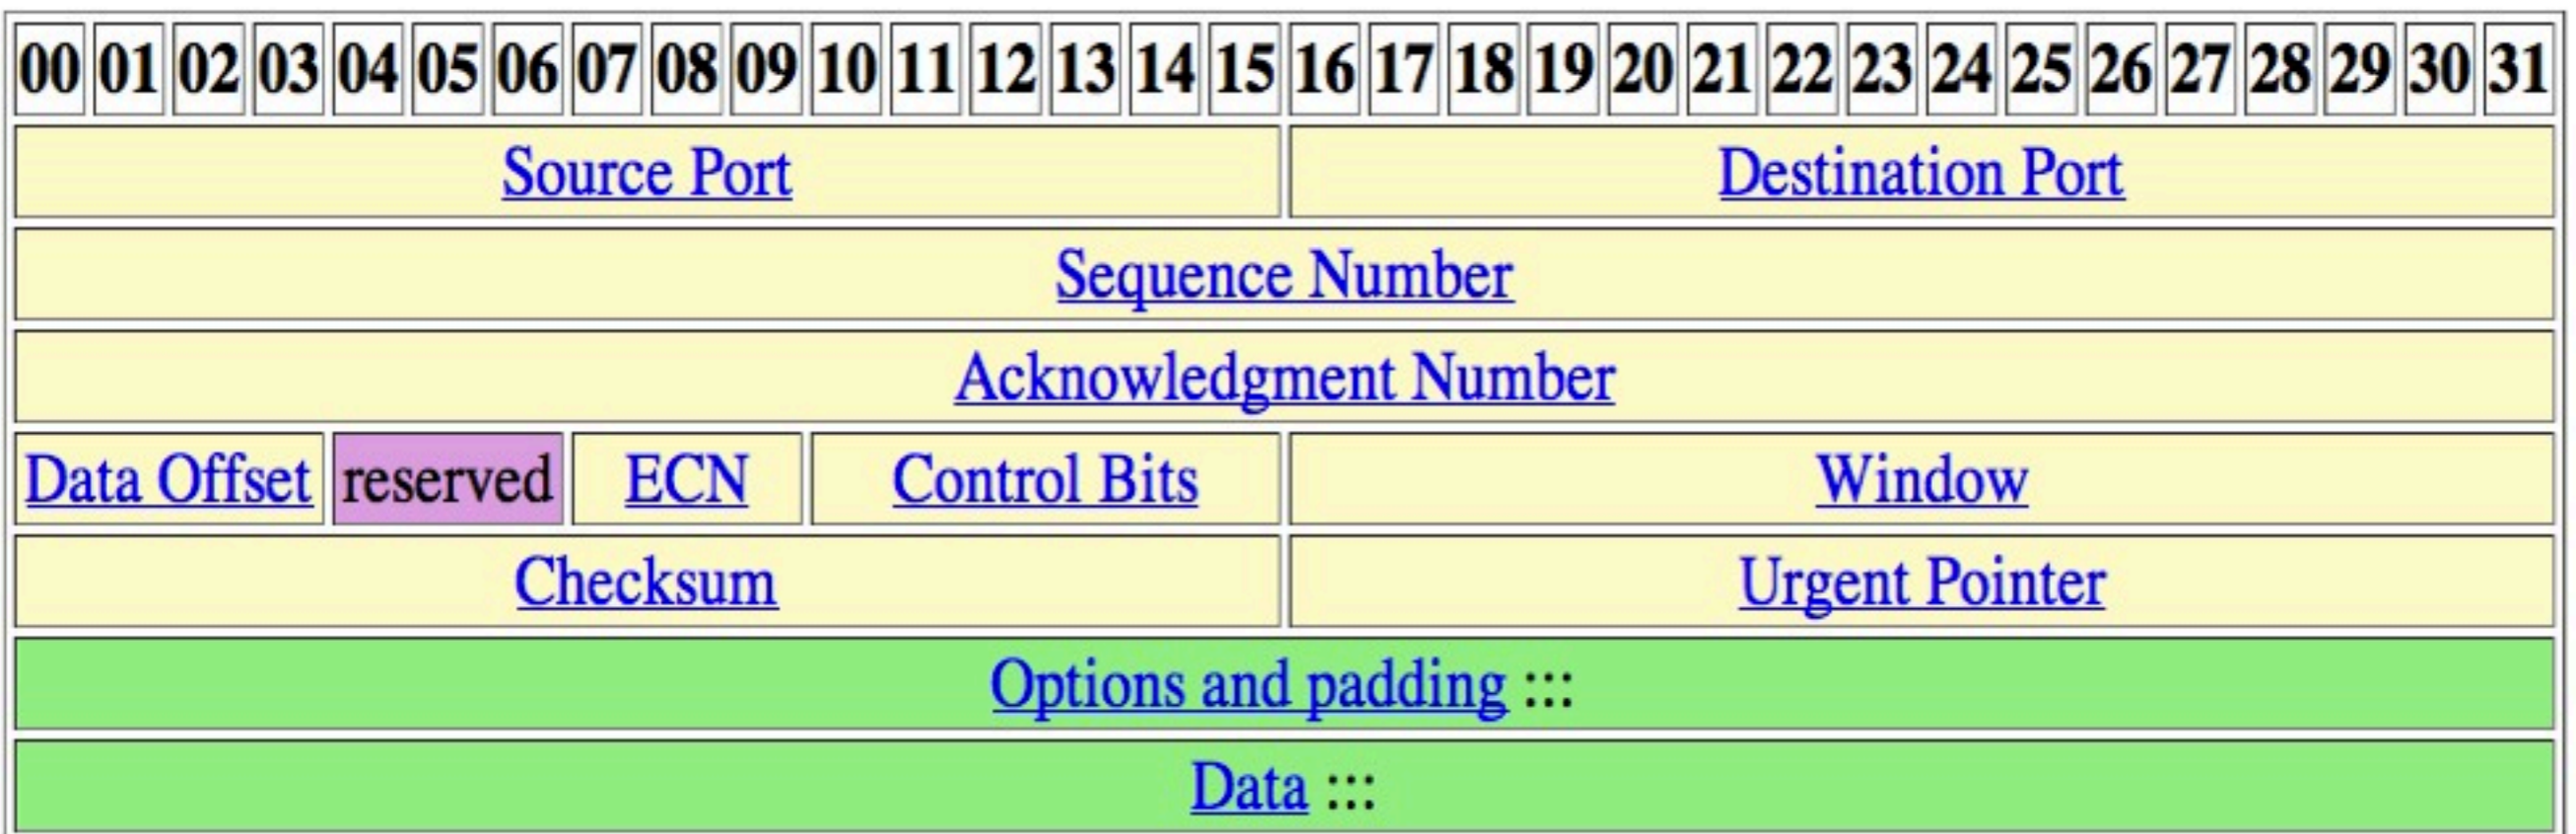 00 01 02 03 04 05 06 07 08 09 10 11 12 13 14 15 16 17 18 19 20 21 22 23 24 25 26 27 28 29 30 31
Source Port Destination Port
Sequence Number
Acknowledgment Number
Data Offset reserved ECN Control Bits Window
Checksum Urgent Pointer
Options and padding :::
Data :::